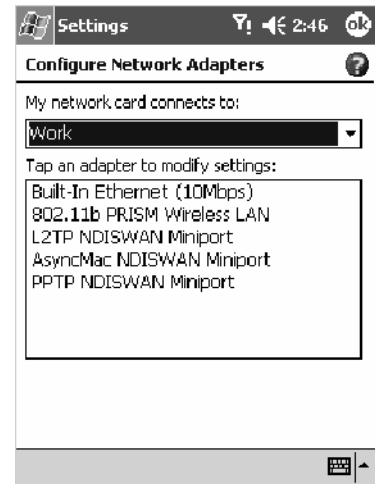 Settings 2:46 ok
Configure Network Adapters ?
My network card connects to:
Work
Tap an adapter to modify settings:
Built-In Ethernet (10Mbps)
802.11b PRISM Wireless LAN
L2TP NDISWAN Miniport
AsyncMac NDISWAN Miniport
PPTP NDISWAN Miniport